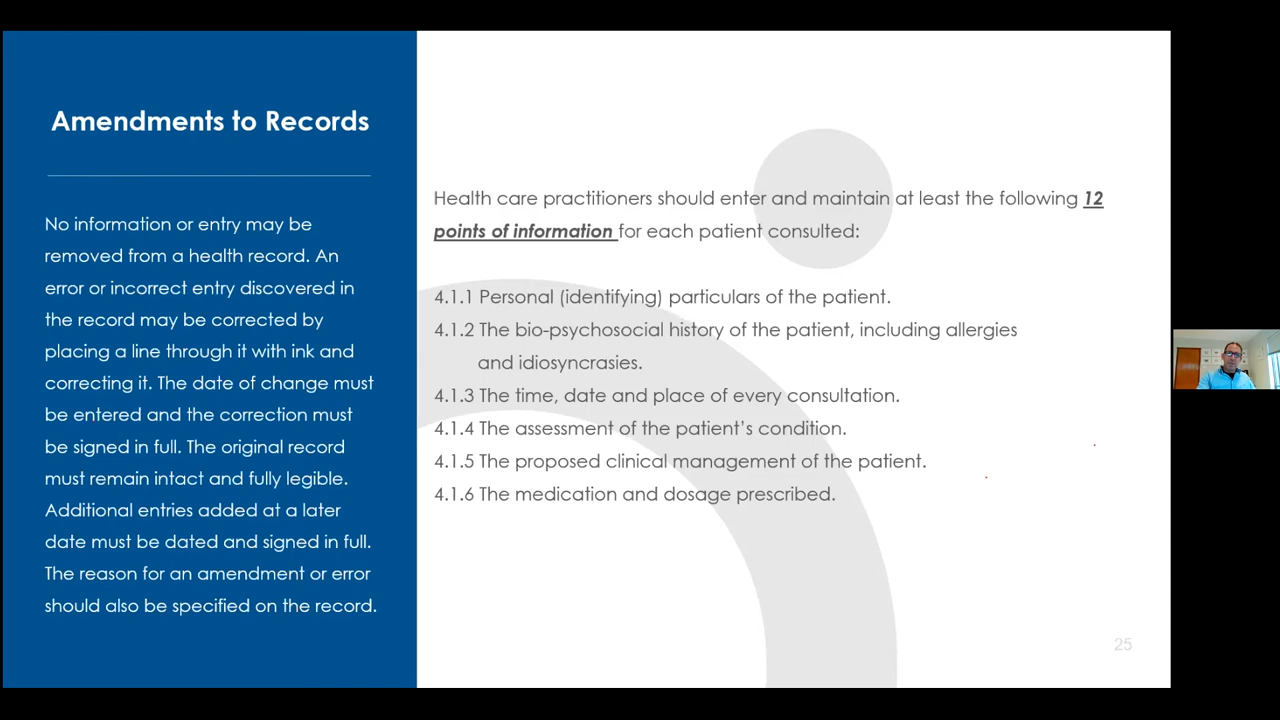 Amendments to Records
No information or entry may be
removed from a health record. An
error or incorrect entry discovered in
the record may be corrected by
placing a line through it with ink and
correcting it. The date of change must
be entered and the correction must
be signed in full. The original record
must remain intact and fully legible.
Additional entries added at a later
date must be dated and signed in full.
The reason for an amendment or error
should also be specified on the record.
Health care practitioners should enter and maintain at least the following 12
points of information for each patient consulted:
4.1.1 Personal (identifying) particulars of the patient.
4.1.2 The bio-psychosocial history of the patient, including allergies
and idiosyncrasies.
4.1.3 The time, date and place of every consultation.
4.1.4 The assessment of the patient’s condition.
4.1.5 The proposed clinical management of the patient.
4.1.6 The medication and dosage prescribed.
25